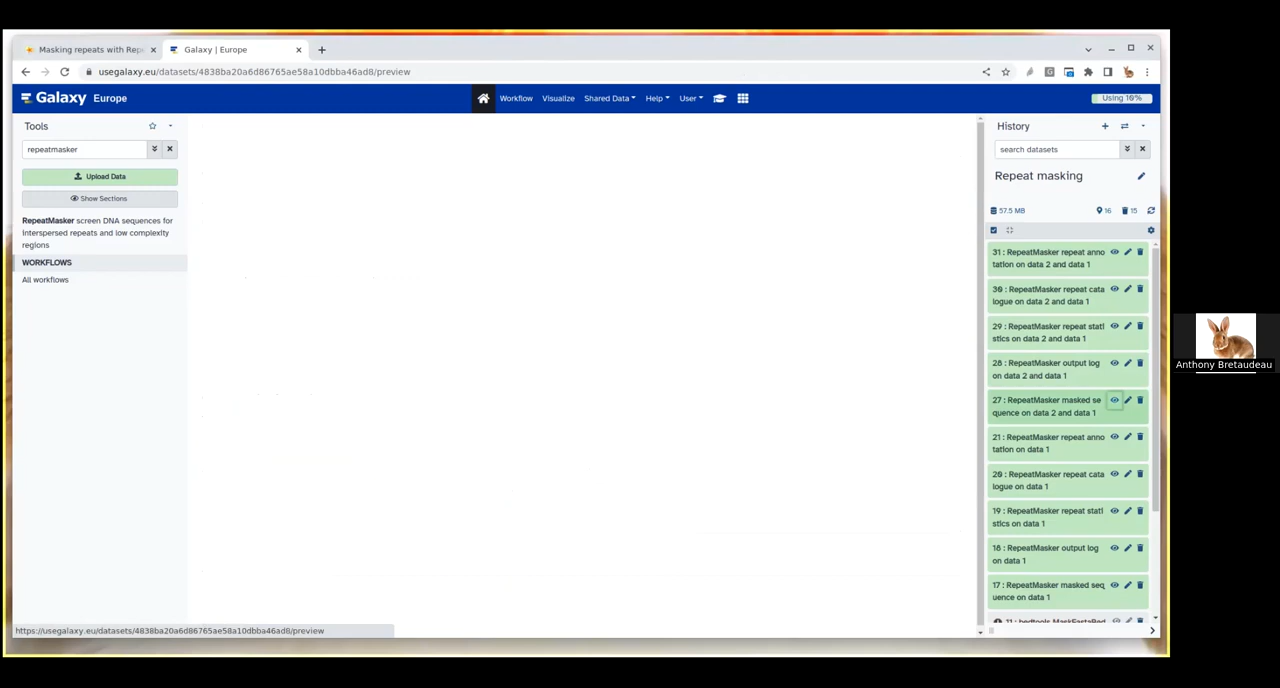 Masking repeats with Rep
Galaxy | Europe
usegalaxy.eu/datasets/4838ba20a6d86765ae58a10dbba46ad8/preview
Galaxy Europe
Workflow Visualize Shared Data Help User
Using 10%
Tools
repeatmasker
Upload Data
Show Sections
RepeatMasker screen DNA sequences for
interspersed repeats and low complexity
regions
WORKFLOWS
All workflows
History
search datasets
Repeat masking
57.5 MB 16 15
31 : RepeatMasker repeat anno
tation on data 2 and data 1
30 : RepeatMasker repeat cata
logue on data 2 and data 1
29 : RepeatMasker repeat stati
stics on data 2 and data 1
28 : RepeatMasker output log
on data 2 and data 1
27 : RepeatMasker masked se
quence on data 2 and data 1
21 : RepeatMasker repeat anno
tation on data 1
20 : RepeatMasker repeat cata
logue on data 1
19 : RepeatMasker repeat stati
stics on data 1
18 : RepeatMasker output log
on data 1
17 : RepeatMasker masked seq
uence on data 1
11 : bedtools MaskFastaBed
https://usegalaxy.eu/datasets/4838ba20a6d86765ae58a10dbba46ad8/preview
Anthony Bretaudeau